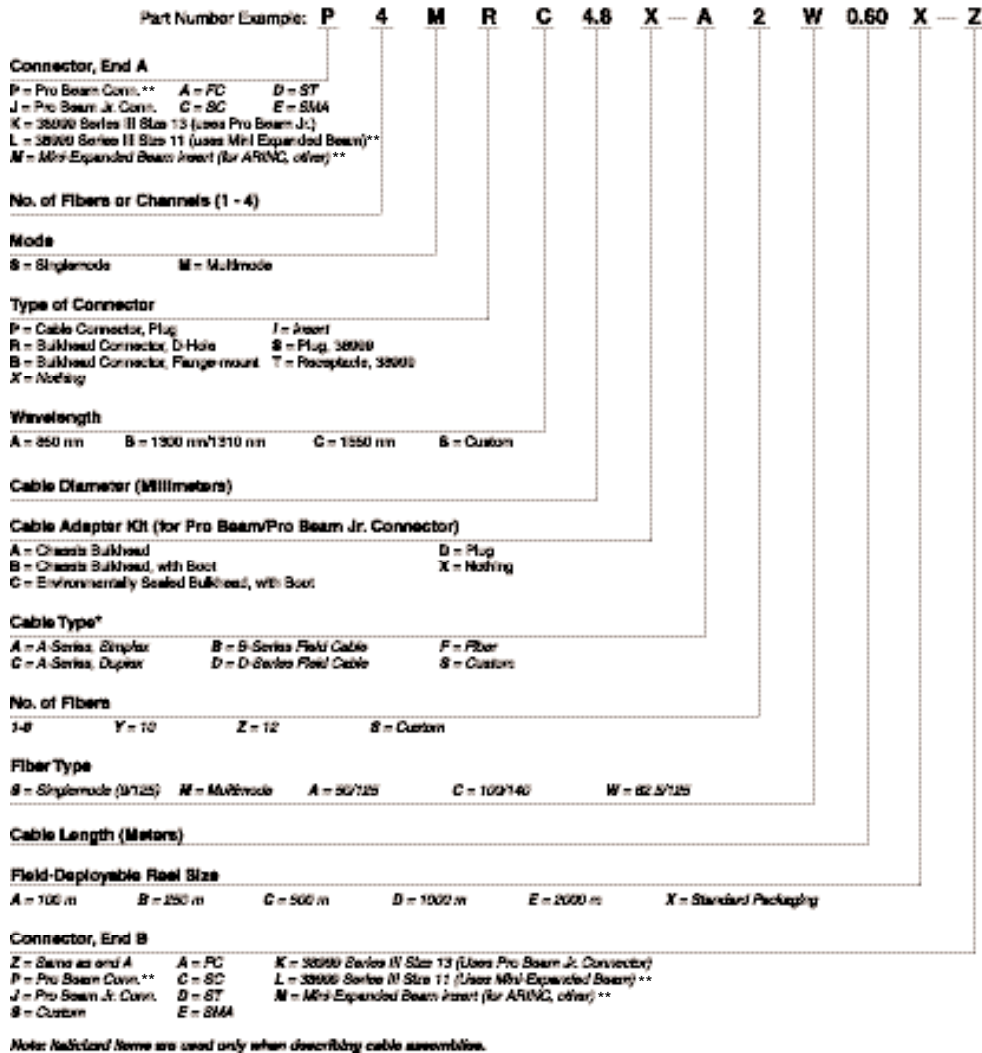 Part Number Example: P 4 M R C 4.8 X — A 2 W 0.60 X — Z
Connector, End A
P = Pro Beam Conn.** A = FC D = ST
J = Pro Beam Jr. Conn. C = SC E = SMA
K = 38999 Series III Size 13 (uses Pro Beam Jr.)
L = 38999 Series III Size 11 (uses Mini Expanded Beam)**
M = Mini-Expanded Beam insert (for ARINC, other) **
No. of Fibers or Channels (1 - 4)
Mode
S = Singlemode M = Multimode
Type of Connector
P = Cable Connector, Plug I = Insert
R = Bulkhead Connector, D-Hole S = Plug, 38999
B = Bulkhead Connector, Flange-mount T = Receptacle, 38999
X = Nothing
Wavelength
A = 850 nm B = 1300 nm/1310 nm C = 1550 nm S = Custom
Cable Diameter (Millimeters)
Cable Adapter Kit (for Pro Beam/Pro Beam Jr. Connector)
A = Chassis Bulkhead D = Plug
B = Chassis Bulkhead, with Boot X = Nothing
C = Environmentally Sealed Bulkhead, with Boot
Cable Type*
A = A-Series, Simplex B = B-Series Field Cable F = Fiber
C = A-Series, Duplex D = D-Series Field Cable S = Custom
No. of Fibers
Y = 10 Z = 12 S = Custom
Fiber Type
S = Singlemode (9/125) M = Multimode A = 50/125 C = 100/140 W = 62.5/125
Cable Length (Meters)
Field-Deployable Reel Size
A = 100 m B = 250 m C = 500 m D = 1000 m E = 2000 m X = Standard Packaging
Connector, End B
Z = Same as end A A = FC K = 38999 Series III Size 13 (Uses Pro Beam Jr. Connector)
P = Pro Beam Conn.** C = SC L = 38999 Series III Size 11 (Uses Mini-Expanded Beam) **
J = Pro Beam Jr. Conn. D = ST M = Mini-Expanded Beam insert (for ARINC, other) **
S = Custom E = SMA
Note: Italicized items are used only when describing cable assemblies.